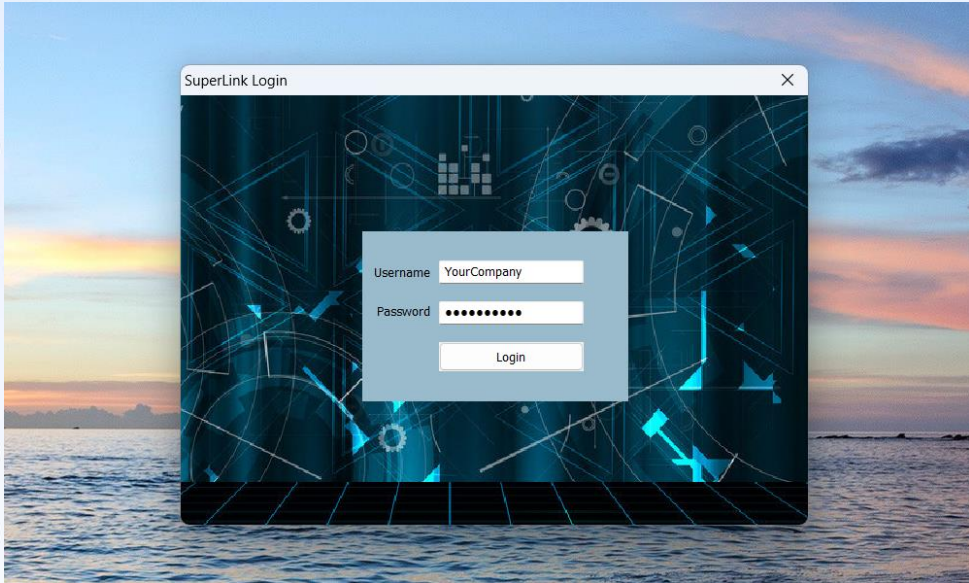 SuperLink Login
Username YourCompany
Password ●●●●●●●●●●
Login